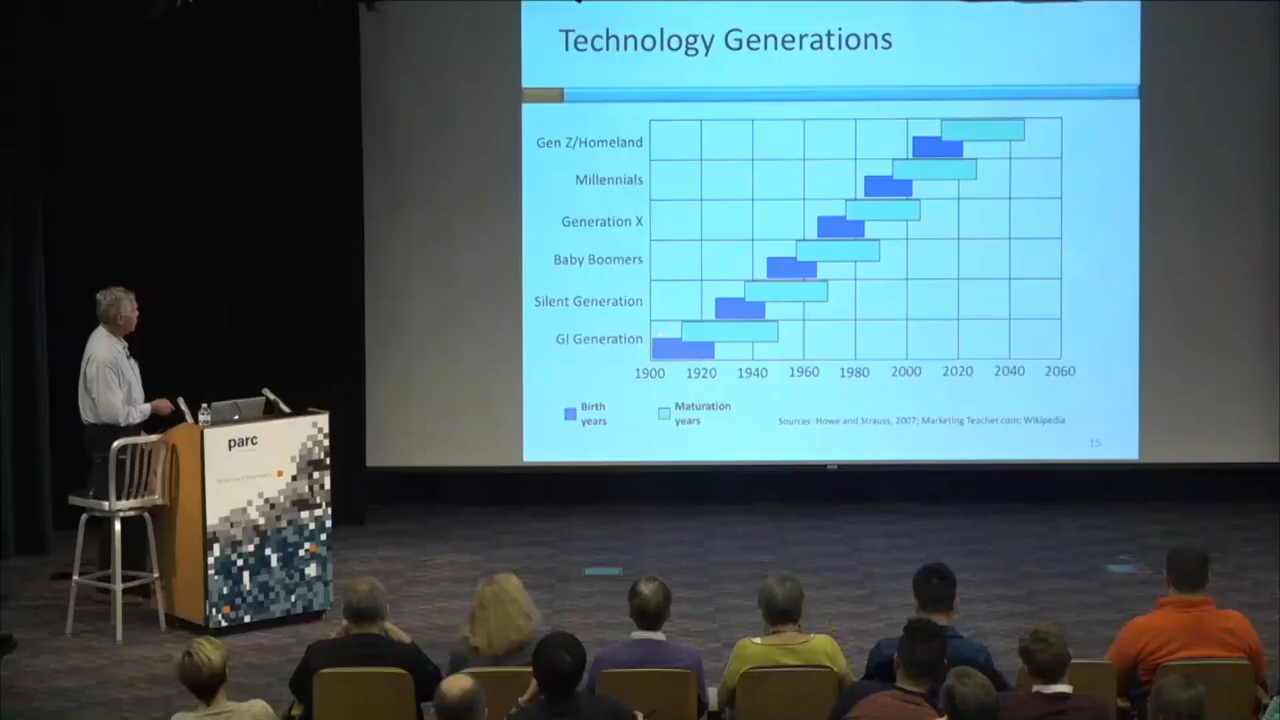 Technology Generations
Gen Z/Homeland
Millennials
Generation X
Baby Boomers
Silent Generation
GI Generation
1900 1920 1940 1960 1980 2000 2020 2040 2060
Birth
years
Maturation
years
Sources: Howe and Strauss, 2007; Marketing Teacher.com; Wikipedia
15
parc